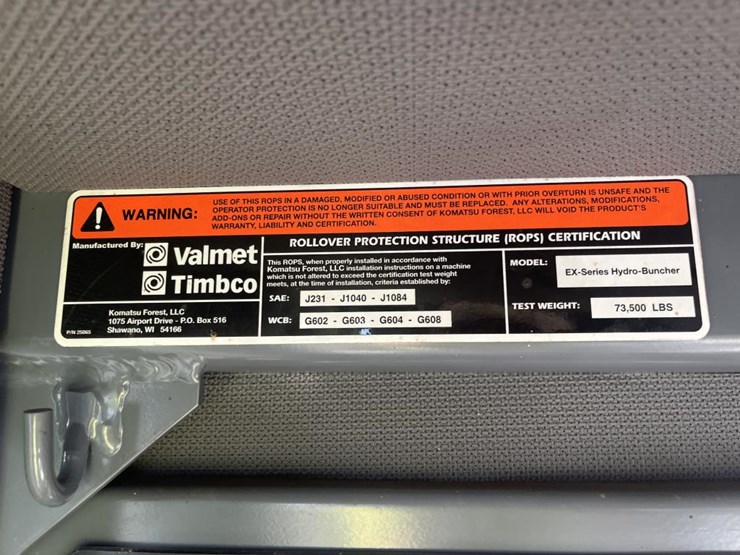 WARNING:
USE OF THIS ROPS IN A DAMAGED, MODIFIED OR ABUSED CONDITION OR WITH PRIOR OVERTURN IS UNSAFE AND THE
OPERATOR PROTECTION IS NO LONGER SUITABLE AND MUST BE REPLACED. ANY ALTERATIONS, MODIFICATIONS,
ADD-ONS OR REPAIR WITHOUT THE WRITTEN CONSENT OF KOMATSU FOREST, LLC WILL VOID THE PRODUCT'S
WARRANTY, LIABILITY AND CERTIFICATION.
Manufactured By:
Valmet
Timbco
Komatsu Forest, LLC
1075 Airport Drive - P.O. Box 516
Shawano, WI 54166
P/N 25065
ROLLOVER PROTECTION STRUCTURE (ROPS) CERTIFICATION
This ROPS, when properly installed in accordance with
Komatsu Forest, LLC installation instructions on a machine
which is not altered to exceed the certification test weight
meets, at the time of installation, criteria established by:
SAE: J231 - J1040 - J1084
WCB: G602 - G603 - G604 - G608
MODEL: EX-Series Hydro-Buncher
TEST WEIGHT: 73,500 LBS